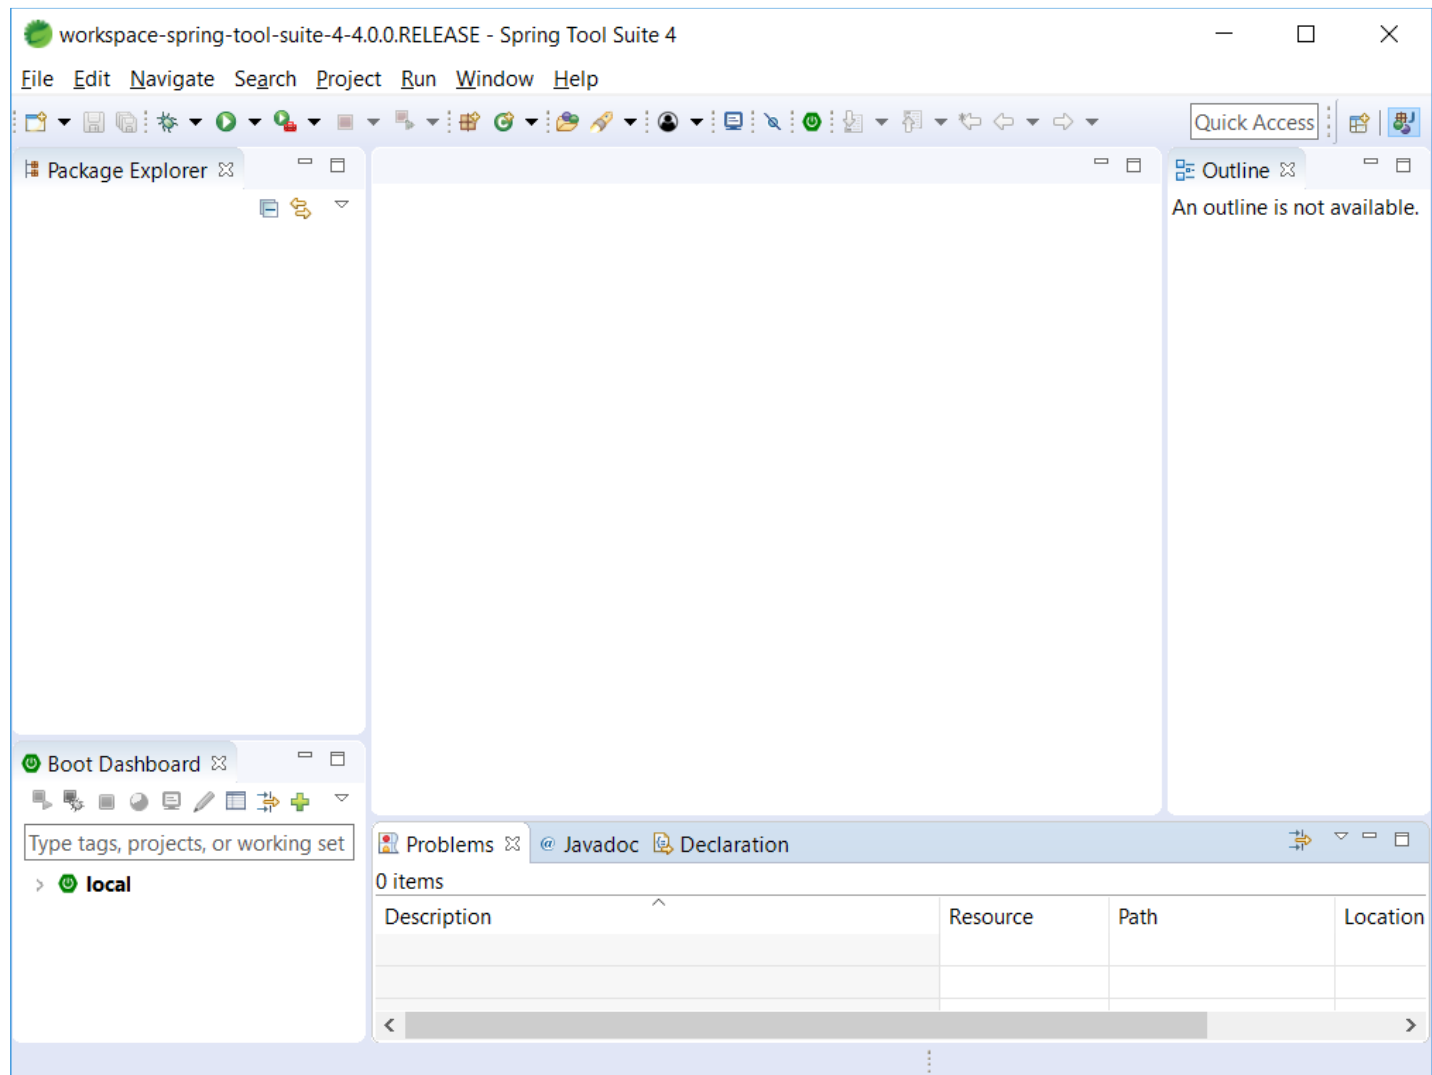 workspace-spring-tool-suite-4-4.0.0.RELEASE - Spring Tool Suite 4
File Edit Navigate Search Project Run Window Help
Quick Access
Package Explorer
Outline
An outline is not available.
Boot Dashboard
Type tags, projects, or working set
local
Problems @ Javadoc Declaration
0 items
Description Resource Path Location